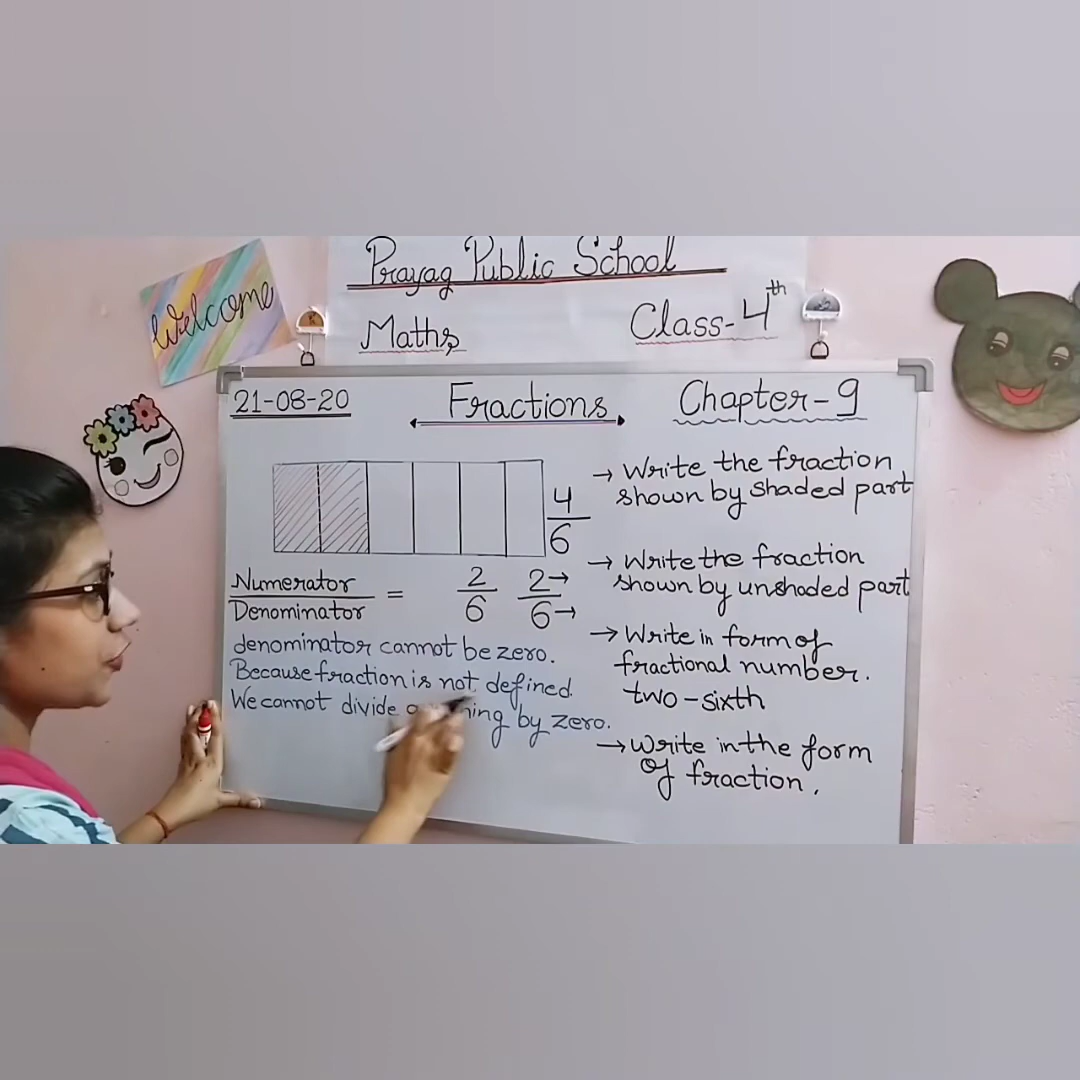 Welcome
Prayag Public School
Maths
Class-4th
21-08-20
Fractions
Chapter-9
4
6
Numerator
Denominator
=
2
6
2→
6→
denominator cannot be zero.
Because fraction is not defined.
We cannot divide by zero.
→ Write the fraction
shown by shaded part
→ Write the fraction
shown by unshaded part
→ Write in form of
fractional number.
two-sixth
→ Write in the form
of fraction.